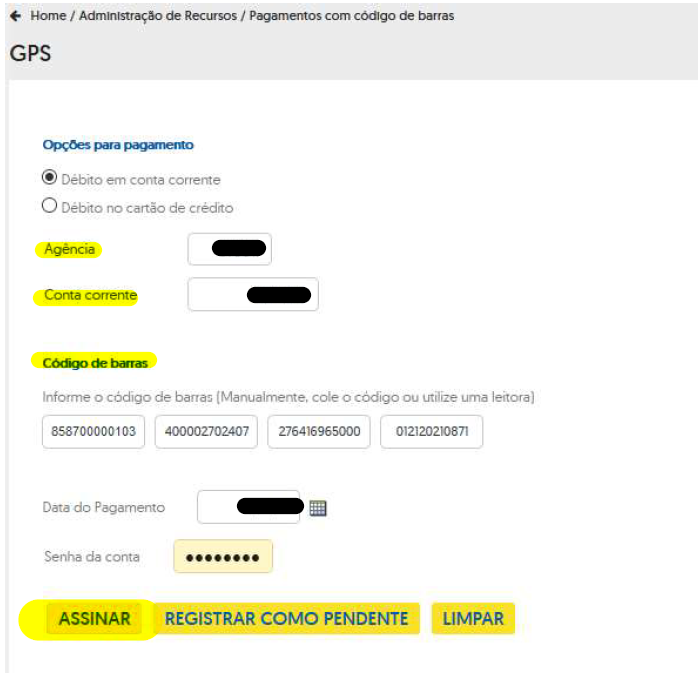 Home / Administração de Recursos / Pagamentos com código de barras
GPS
Opções para pagamento
Débito em conta corrente
Débito no cartão de crédito
Agência
Conta corrente
Código de barras
Informe o código de barras (Manualmente, cole o código ou utilize uma leitora)
858700000103 400002702407 276416965000 012120210871
Data do Pagamento
Senha da conta
ASSINAR REGISTRAR COMO PENDENTE LIMPAR